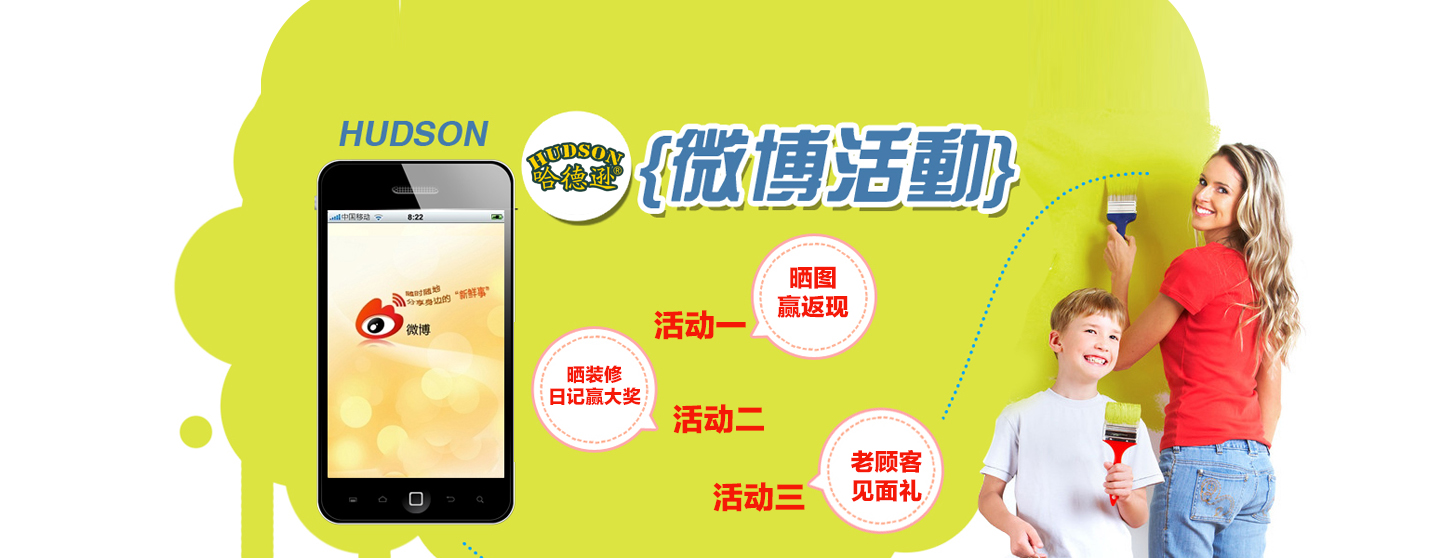 HUDSON
HUDSON
哈德逊®
{微博活動}
中国移动
8:22
随时随地
分享身边的“新鲜事”
微博
晒图
赢返现
活动一
晒装修
日记赢大奖
活动二
老顾客
见面礼
活动三